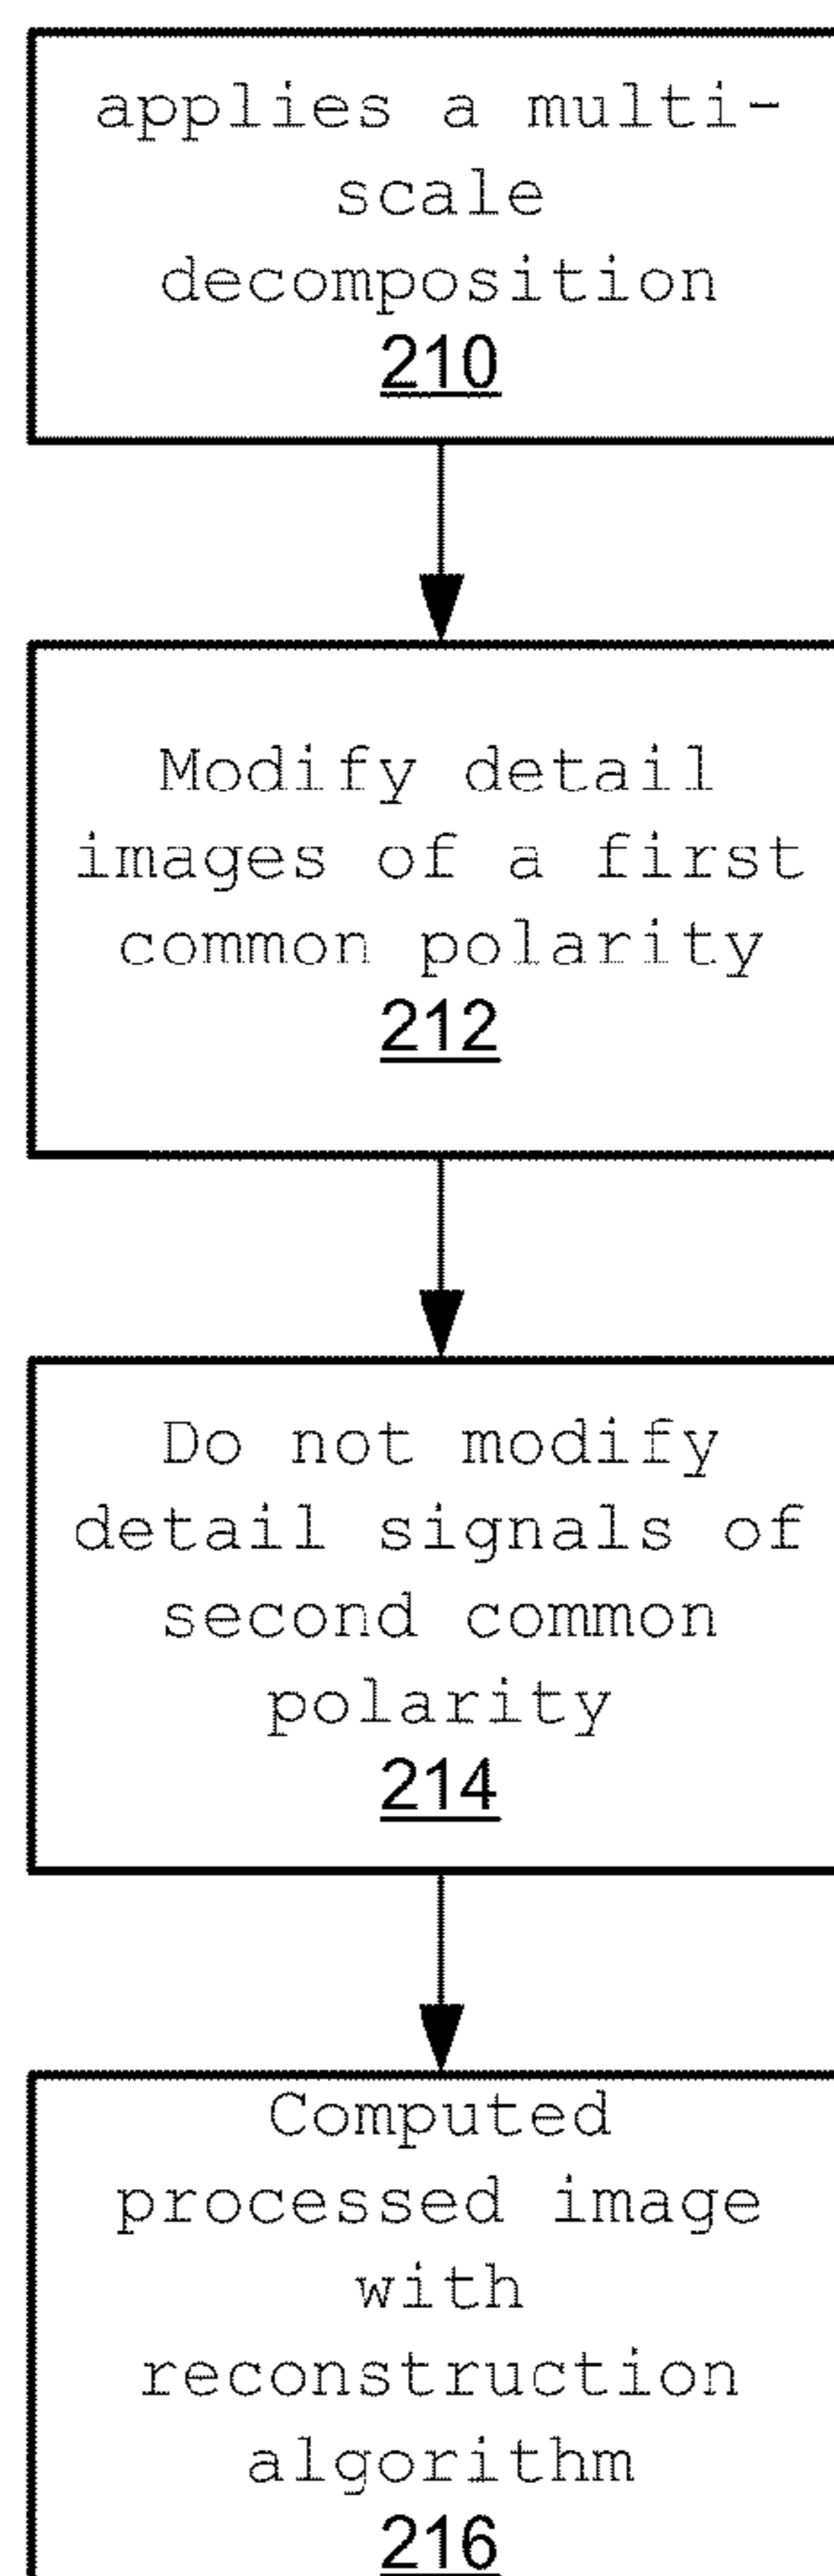 applies a multi-
scale
decomposition
210
Modify detail
images of a first
common polarity
212
Do not modify
detail signals of
second common
polarity
214
Computed
processed image
with
reconstruction
algorithm
216